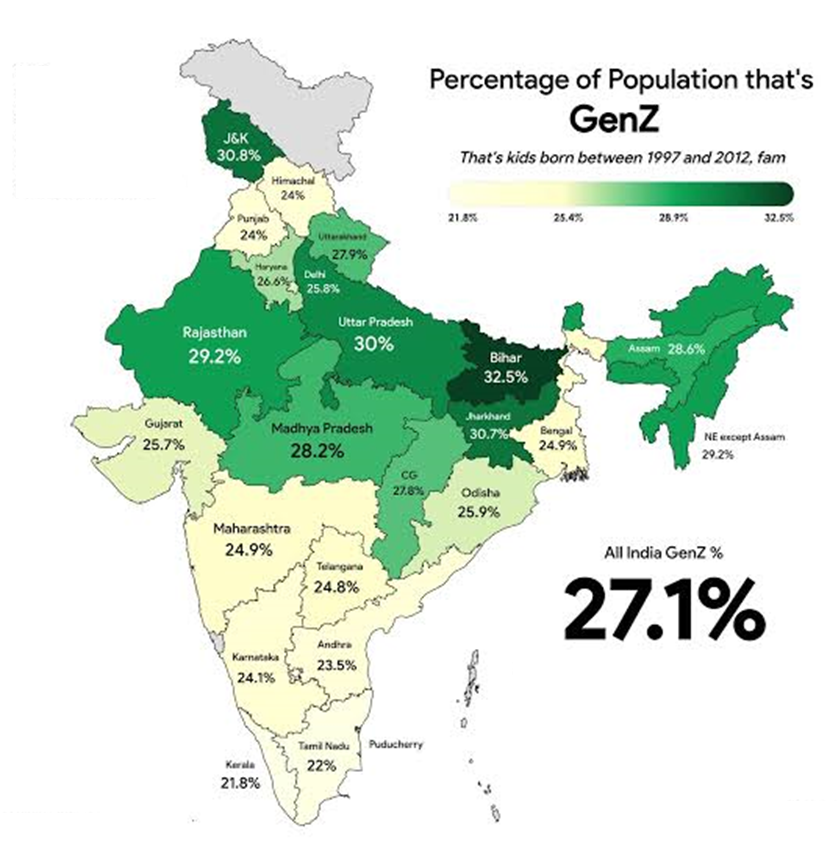 Percentage of Population that's
GenZ
That's kids born between 1997 and 2012, fam
21.8% 25.4% 28.9% 32.5%
J&K
30.8%
Himachal
24%
Punjab
24%
Uttarakhand
27.9%
Haryana
26.6%
Delhi
25.8%
Rajasthan
29.2%
Uttar Pradesh
30%
Bihar
32.5%
Assam 28.6%
NE except Assam
29.2%
Jharkhand
30.7%
Bengal
24.9%
Gujarat
25.7%
Madhya Pradesh
28.2%
CG
27.8%
Odisha
25.9%
Maharashtra
24.9%
Telangana
24.8%
Andhra
23.5%
Karnataka
24.1%
Tamil Nadu
22%
Puducherry
Kerala
21.8%
All India GenZ %
27.1%